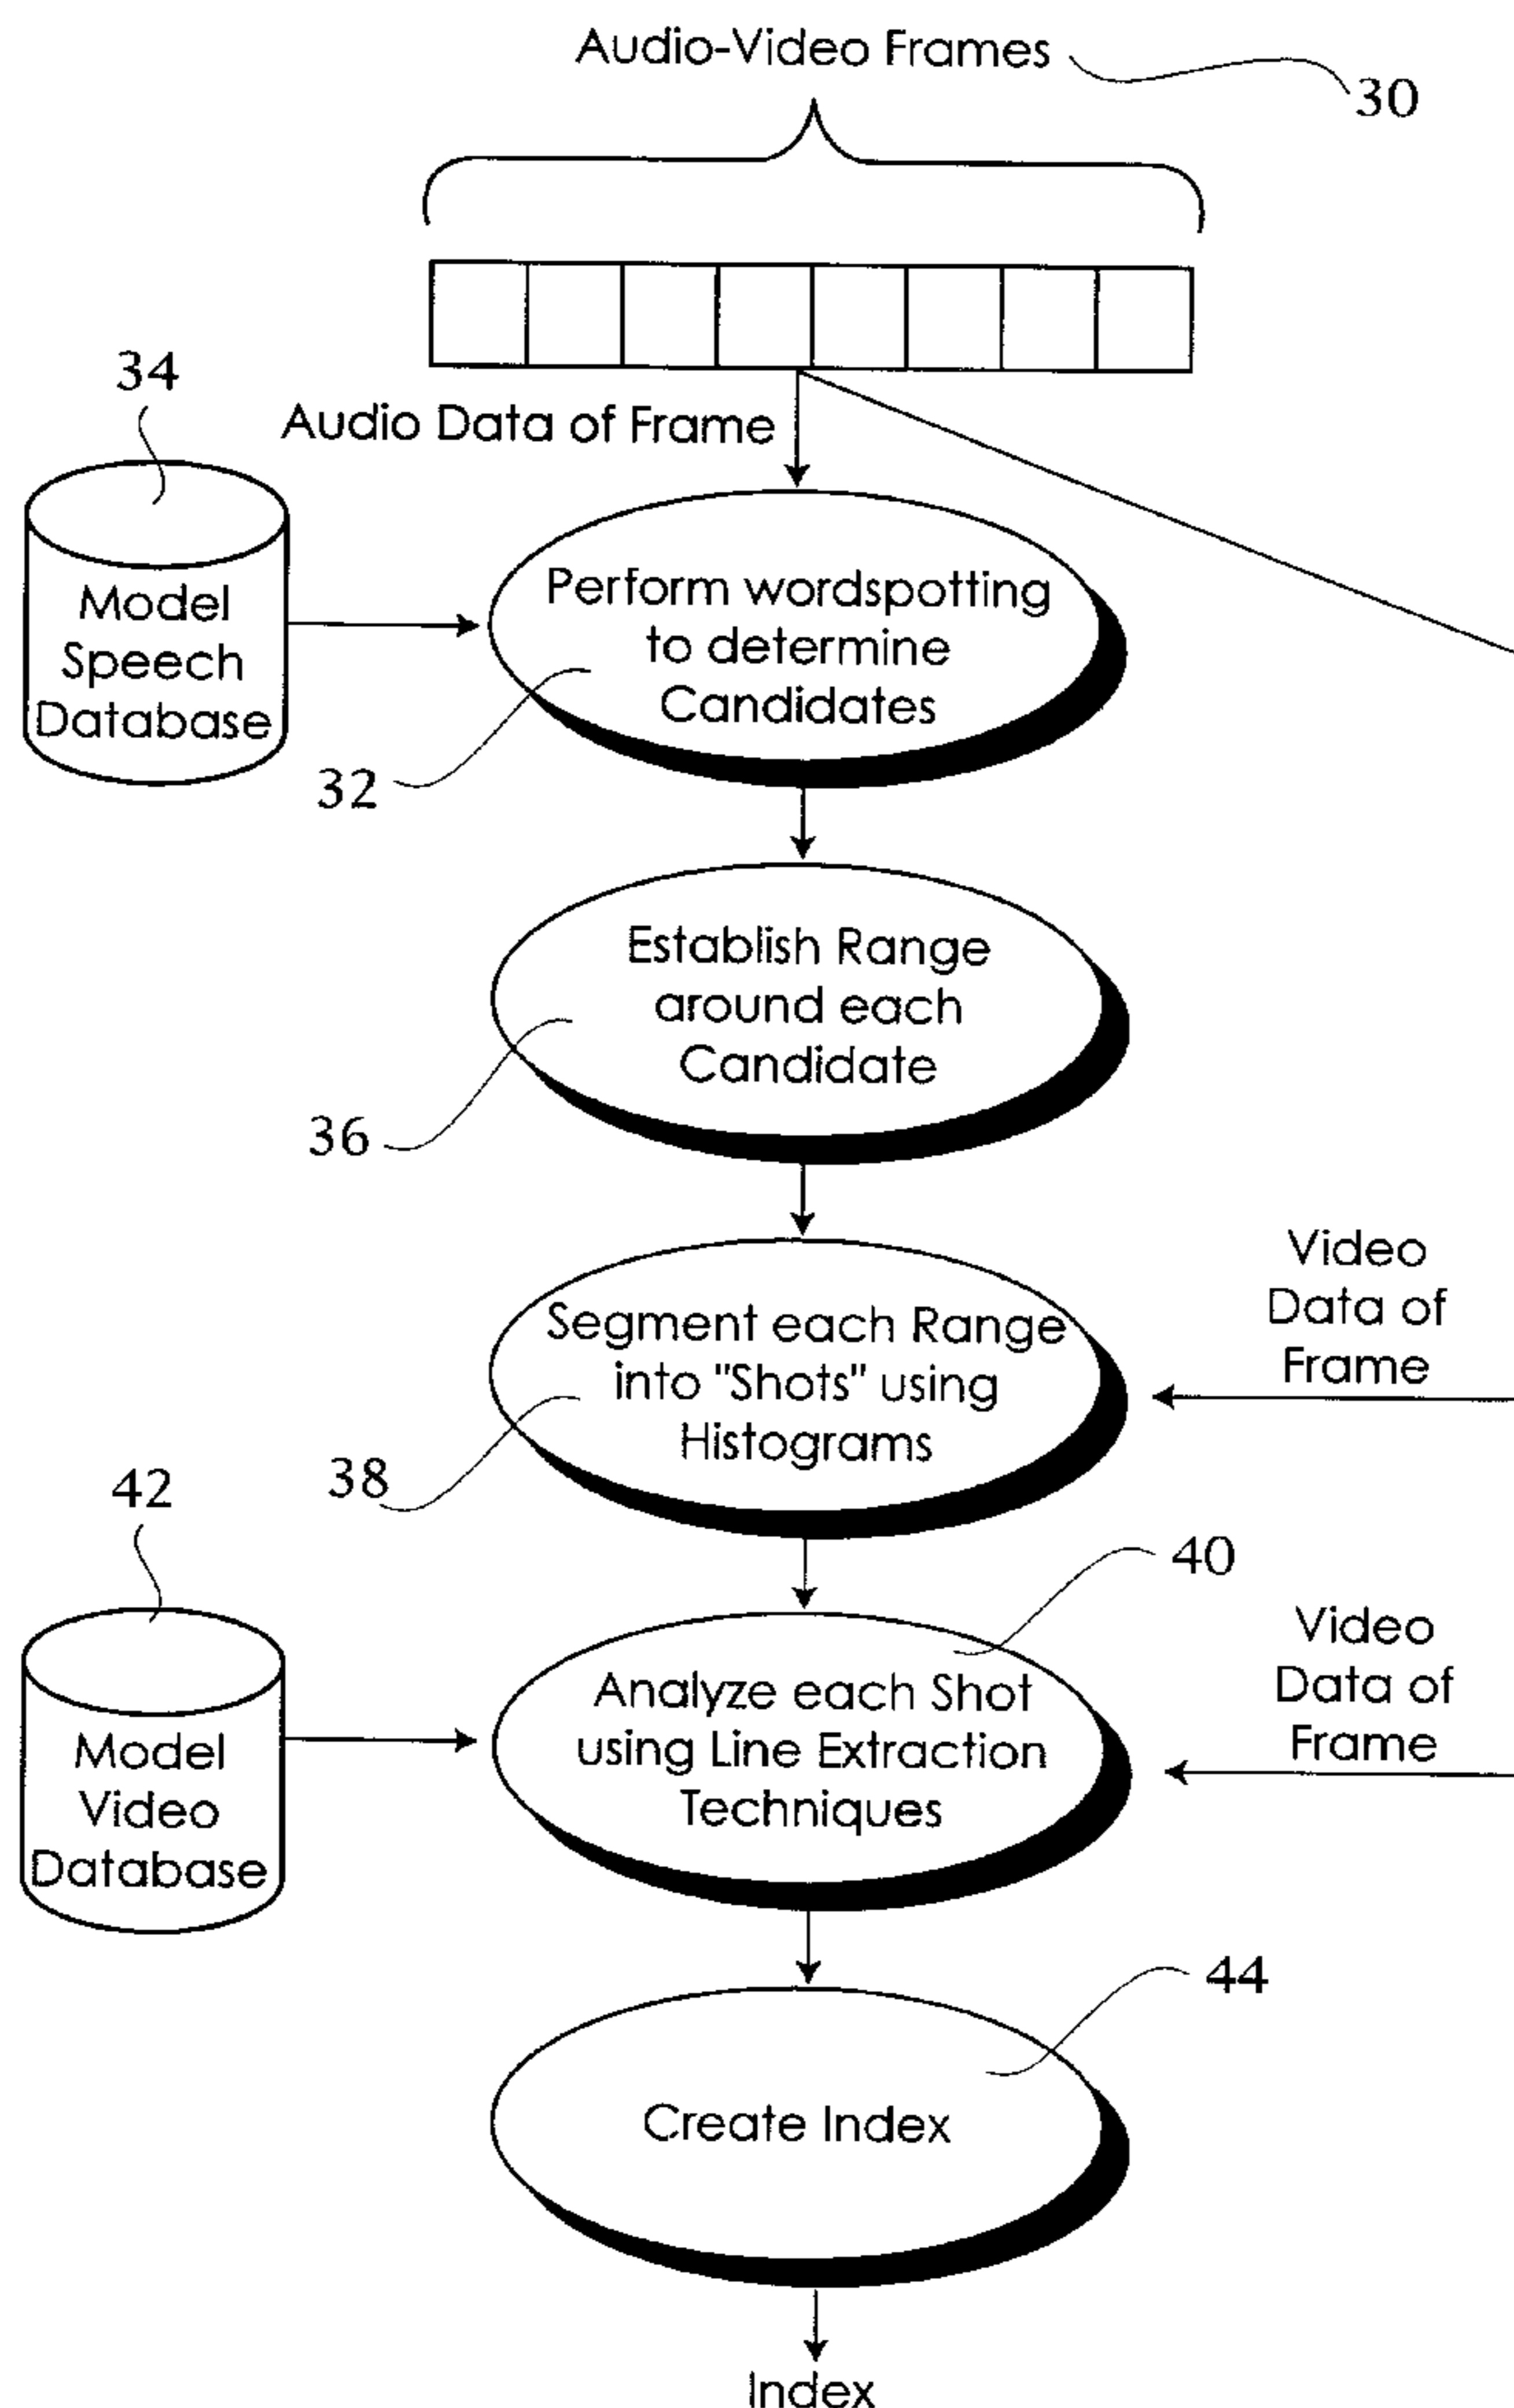 Audio-Video Frames
30
34
Audio Data of Frame
Model
Speech
Database
Perform wordspotting
to determine
Candidates
32
Establish Range
around each
Candidate
36
Video
Data of
Frame
Segment each Range
into "Shots" using
Histograms
38
42
40
Video
Data of
Frame
Analyze each Shot
using Line Extraction
Techniques
Model
Video
Database
44
Create Index
Index